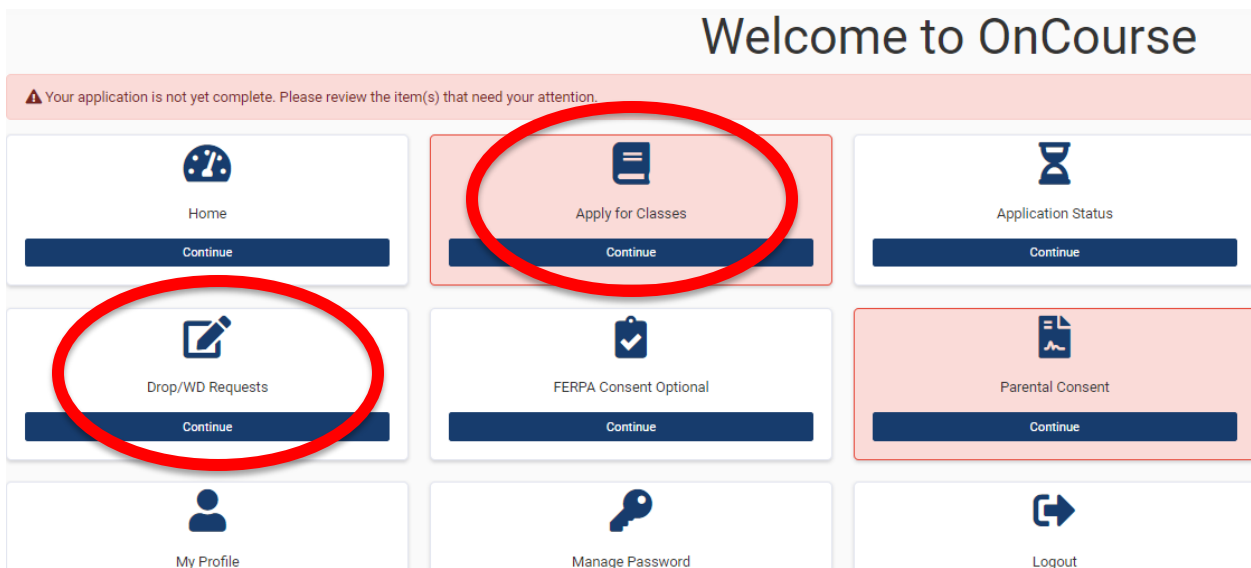 Welcome to OnCourse
Your application is not yet complete. Please review the item(s) that need your attention.
Home
Apply for Classes
Application Status
Continue
Continue
Continue
Drop/WD Requests
FERPA Consent Optional
Parental Consent
Continue
Continue
Continue
My Profile
Manage Password
Logout